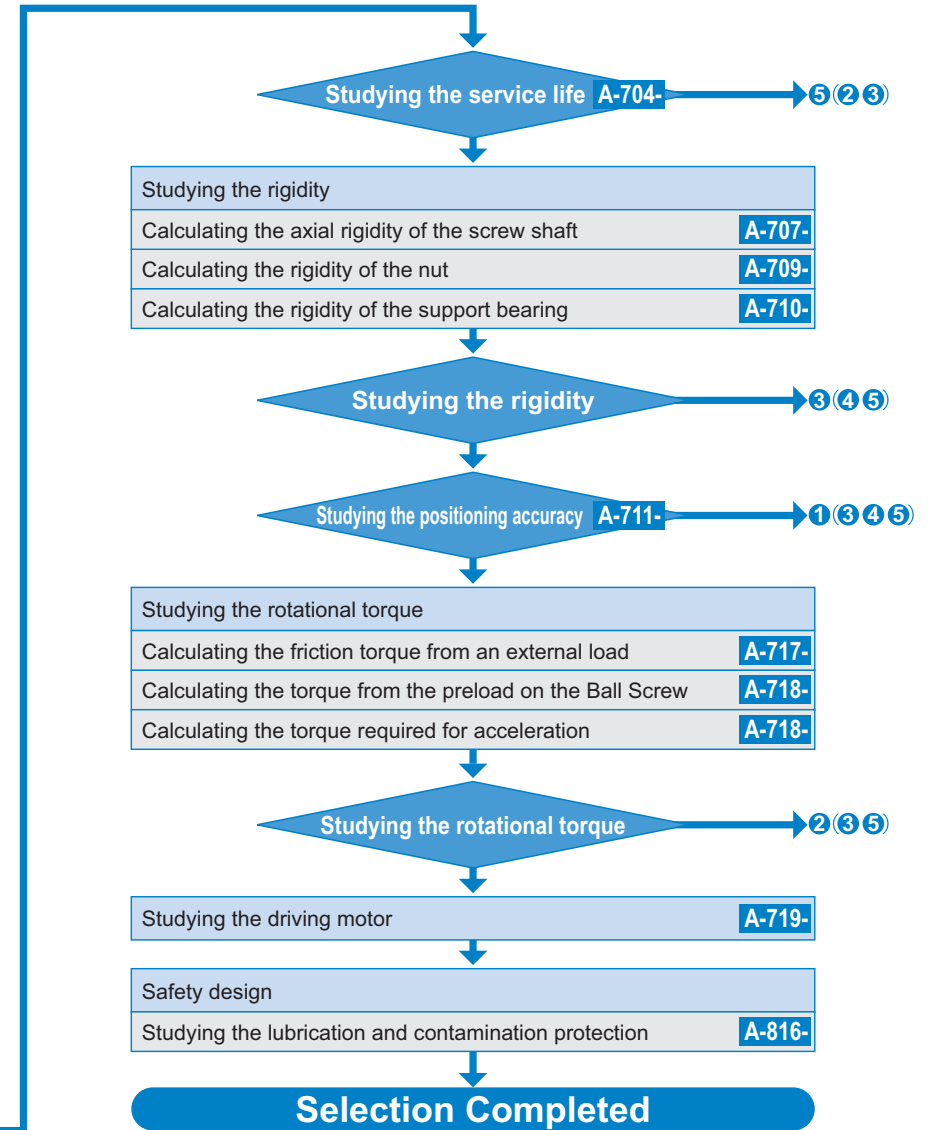 Studying the service life A-704- ❺(❷❸)
Studying the rigidity
Calculating the axial rigidity of the screw shaft A-707-
Calculating the rigidity of the nut A-709-
Calculating the rigidity of the support bearing A-710-
Studying the rigidity ❸(❹❺)
Studying the positioning accuracy A-711- ❶(❸❹❺)
Studying the rotational torque
Calculating the friction torque from an external load A-717-
Calculating the torque from the preload on the Ball Screw A-718-
Calculating the torque required for acceleration A-718-
Studying the rotational torque ❷(❸❺)
Studying the driving motor A-719-
Safety design
Studying the lubrication and contamination protection A-816-
Selection Completed